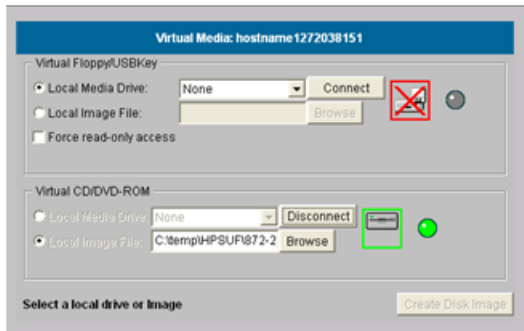 Virtual Media: hostname1272038151
Virtual Floppy/USBKey
Local Media Drive: None Connect
Local Image File: Browse
Force read-only access
Virtual CD/DVD-ROM
Local Media Drive: None Disconnect
Local Image File: C:\temp\HPSUF\872-2 Browse
Select a local drive or Image Create Disk Image